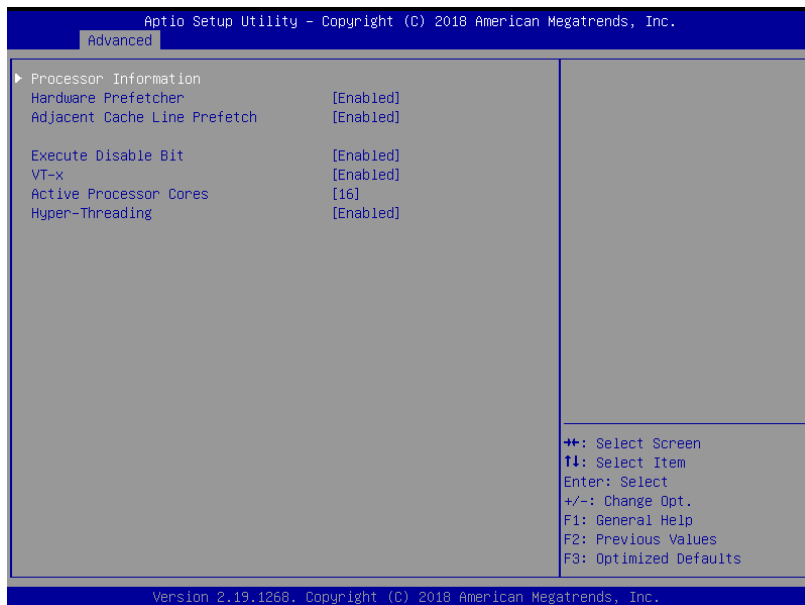 Aptio Setup Utility – Copyright (C) 2018 American Megatrends, Inc.
Advanced
Processor Information
Hardware Prefetcher [Enabled]
Adjacent Cache Line Prefetch [Enabled]
Execute Disable Bit [Enabled]
VT-x [Enabled]
Active Processor Cores [16]
Hyper-Threading [Enabled]
→←: Select Screen
↑↓: Select Item
Enter: Select
+/-: Change Opt.
F1: General Help
F2: Previous Values
F3: Optimized Defaults
Version 2.19.1268. Copyright (C) 2018 American Megatrends, Inc.